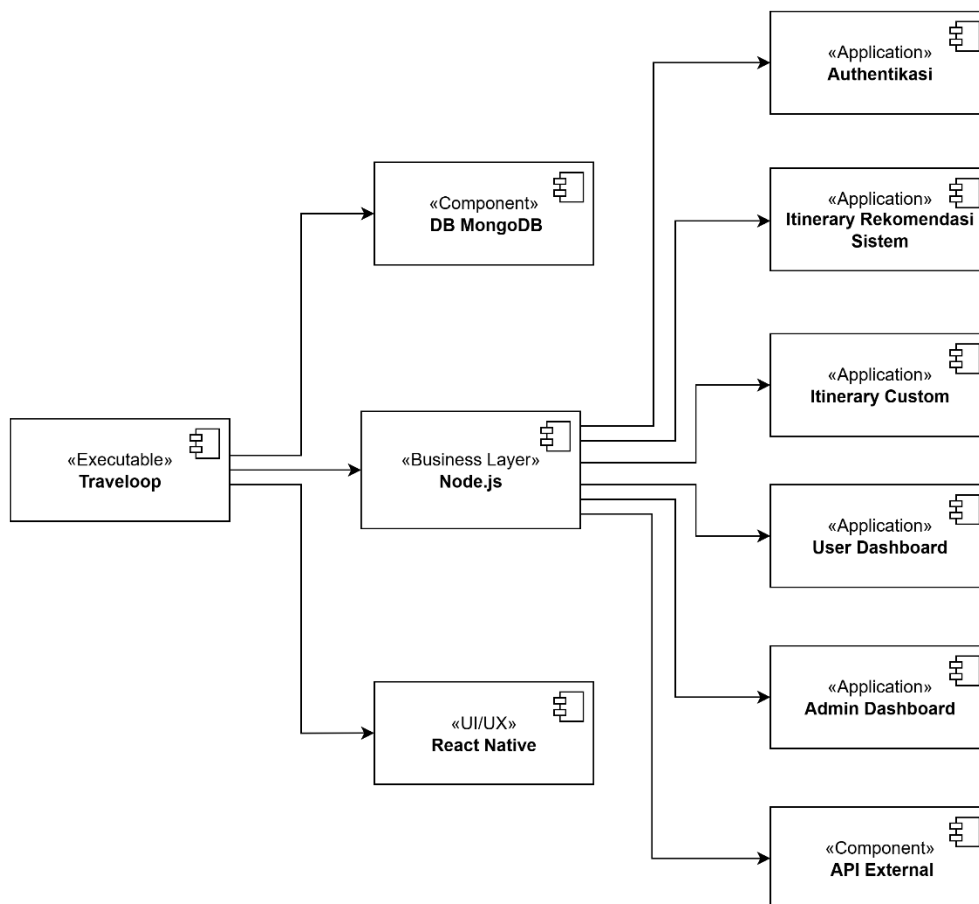 «Application»
Authentikasi
«Component»
DB MongoDB
«Application»
Itinerary Rekomendasi
Sistem
«Application»
Itinerary Custom
«Executable»
Traveloop
«Business Layer»
Node.js
«Application»
User Dashboard
«UI/UX»
React Native
«Application»
Admin Dashboard
«Component»
API External